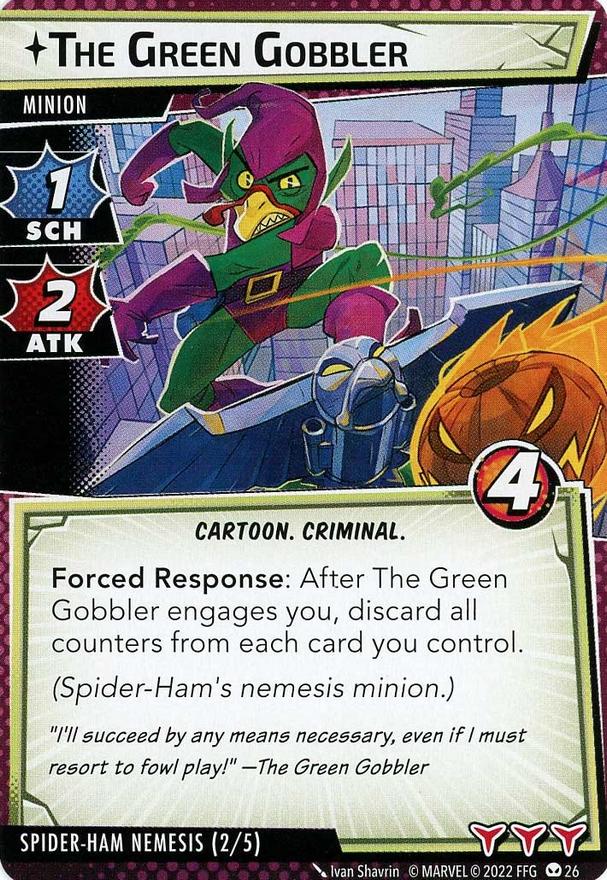 THE GREEN GOBBLER
MINION
1
SCH
2
ATK
4
CARTOON. CRIMINAL.
Forced Response: After The Green
Gobbler engages you, discard all
counters from each card you control.
(Spider-Ham's nemesis minion.)
"I'll succeed by any means necessary, even if I must
resort to fowl play!" —The Green Gobbler
SPIDER-HAM NEMESIS (2/5)
Ivan Shavrin © MARVEL © 2022 FFG 26